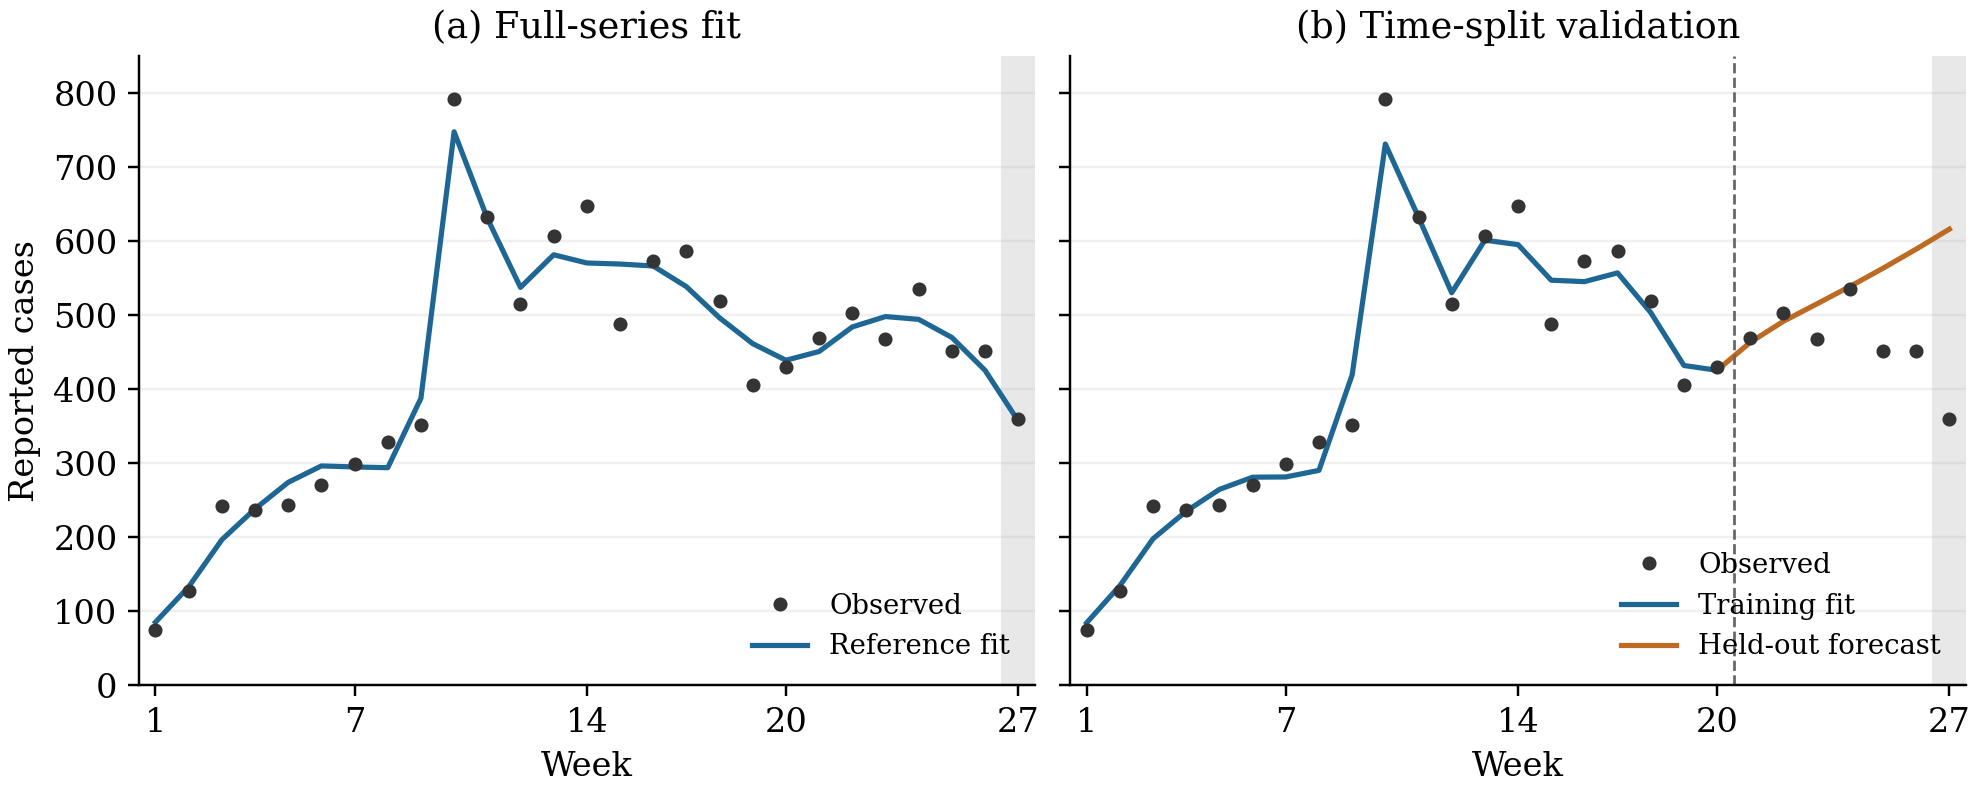 (a) Full-series fit
Reported cases
800
700
600
500
400
300
200
100
0
1 7 14 20 27
Week
Observed
Reference fit
(b) Time-split validation
1 7 14 20 27
Week
Observed
Training fit
Held-out forecast